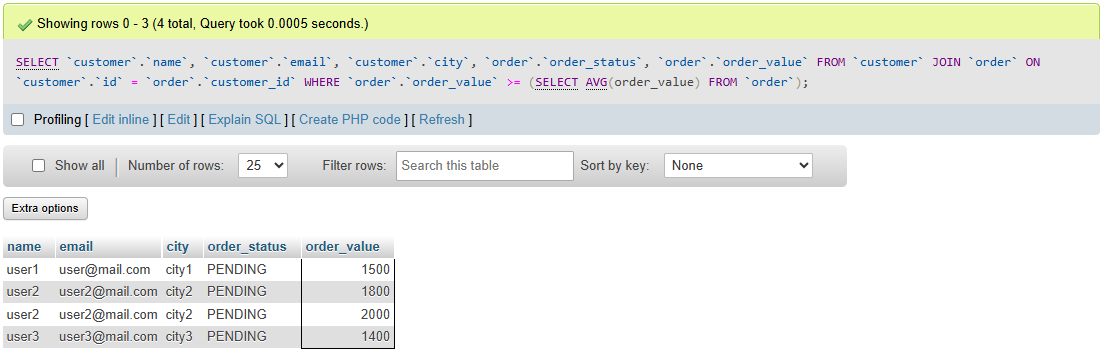 Showing rows 0 - 3 (4 total, Query took 0.0005 seconds.)
SELECT `customer`.`name`, `customer`.`email`, `customer`.`city`, `order`.`order_status`, `order`.`order_value` FROM `customer` JOIN `order` ON
`customer`.`id` = `order`.`customer_id` WHERE `order`.`order_value` >= (SELECT AVG(order_value) FROM `order`);
Profiling [ Edit inline ] [ Edit ] [ Explain SQL ] [ Create PHP code ] [ Refresh ]
Show all Number of rows: 25 Filter rows: Search this table Sort by key: None
Extra options
name email city order_status order_value
user1 user@mail.com city1 PENDING 1500
user2 user2@mail.com city2 PENDING 1800
user2 user2@mail.com city2 PENDING 2000
user3 user3@mail.com city3 PENDING 1400